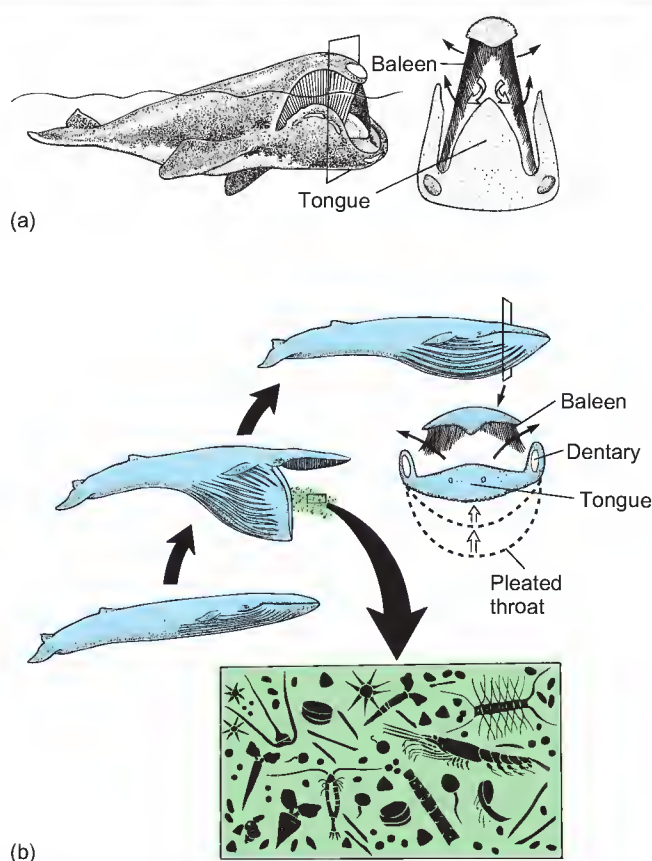 Baleen
Tongue
(a)
Baleen
Dentary
Tongue
Pleated
throat
(b)